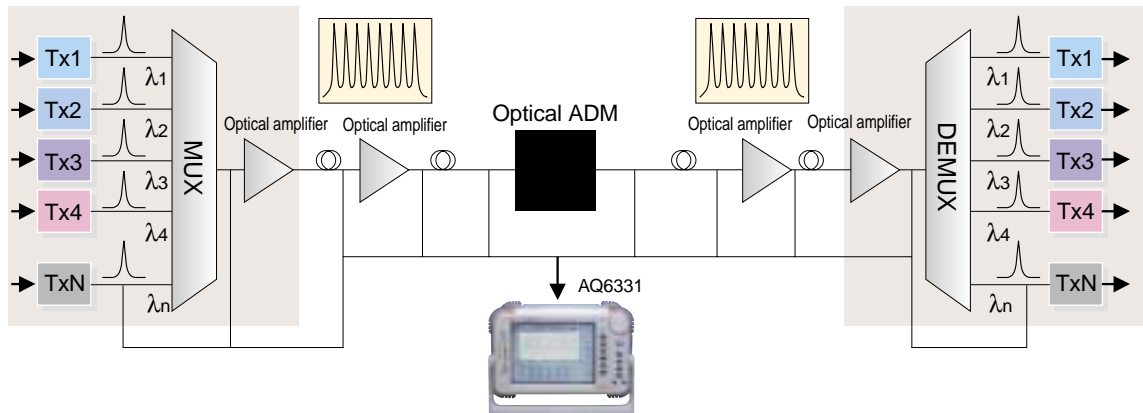 Tx1
λ1
Tx2
λ2
Tx3
λ3
Tx4
λ4
TxN
λn
MUX
Optical amplifier
Optical amplifier
Optical ADM
Optical amplifier
Optical amplifier
AQ6331
DEMUX
Tx1
λ1
Tx2
λ2
Tx3
λ3
Tx4
λ4
TxN
λn